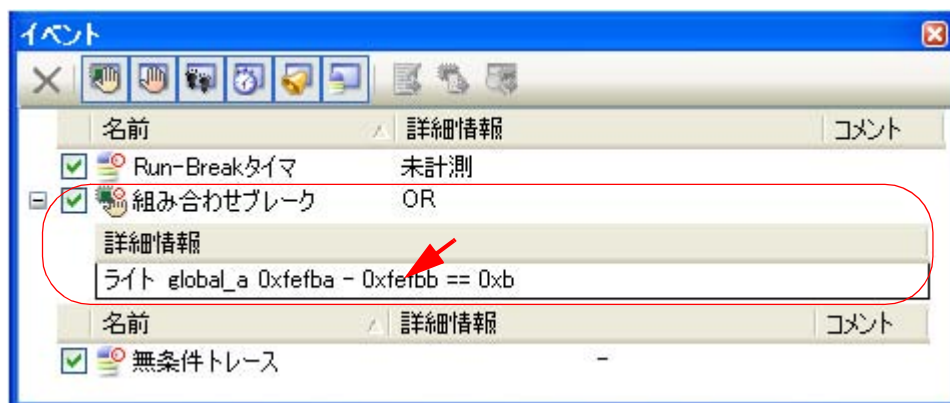 イベント
名前 詳細情報 コメント
Run-Breakタイマ 未計測
組み合わせブレーク OR
詳細情報
ライト global_a 0xfefba - 0xfefbb == 0xb
名前 詳細情報 コメント
無条件トレース -